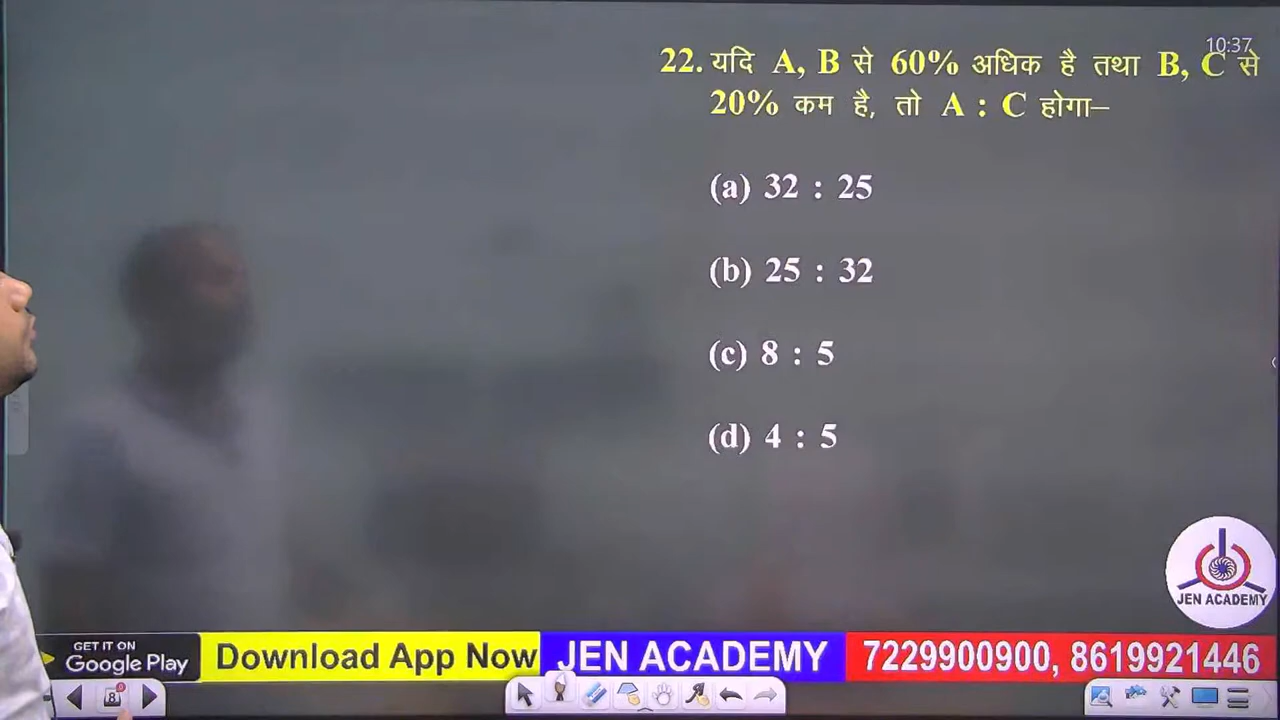 10:37
22. यदि A, B से 60% अधिक है तथा B, C से
20% कम है, तो A : C होगा–
(a) 32 : 25
(b) 25 : 32
(c) 8 : 5
(d) 4 : 5
JEN ACADEMY
GET IT ON
Google Play
Download App Now
JEN ACADEMY
7229900900, 8619921446
8